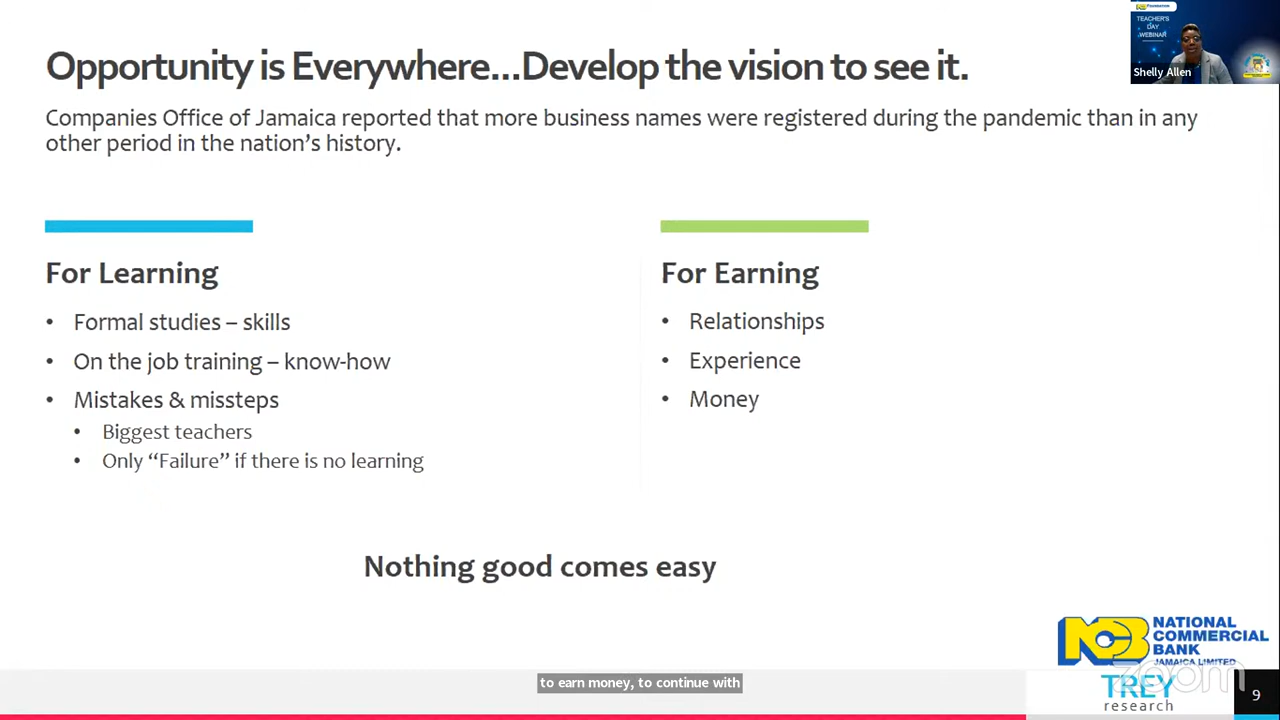 FOUNDATION
TEACHER'S
DAY
WEBINAR
Shelly Allen
Opportunity is Everywhere...Develop the vision to see it.
Companies Office of Jamaica reported that more business names were registered during the pandemic than in any
other period in the nation's history.
For Learning
• Formal studies – skills
• On the job training – know-how
• Mistakes & missteps
• Biggest teachers
• Only “Failure” if there is no learning
For Earning
• Relationships
• Experience
• Money
Nothing good comes easy
NCB
NATIONAL
COMMERCIAL
BANK
JAMAICA LIMITED
zoom
TREY
research
to earn money, to continue with
9